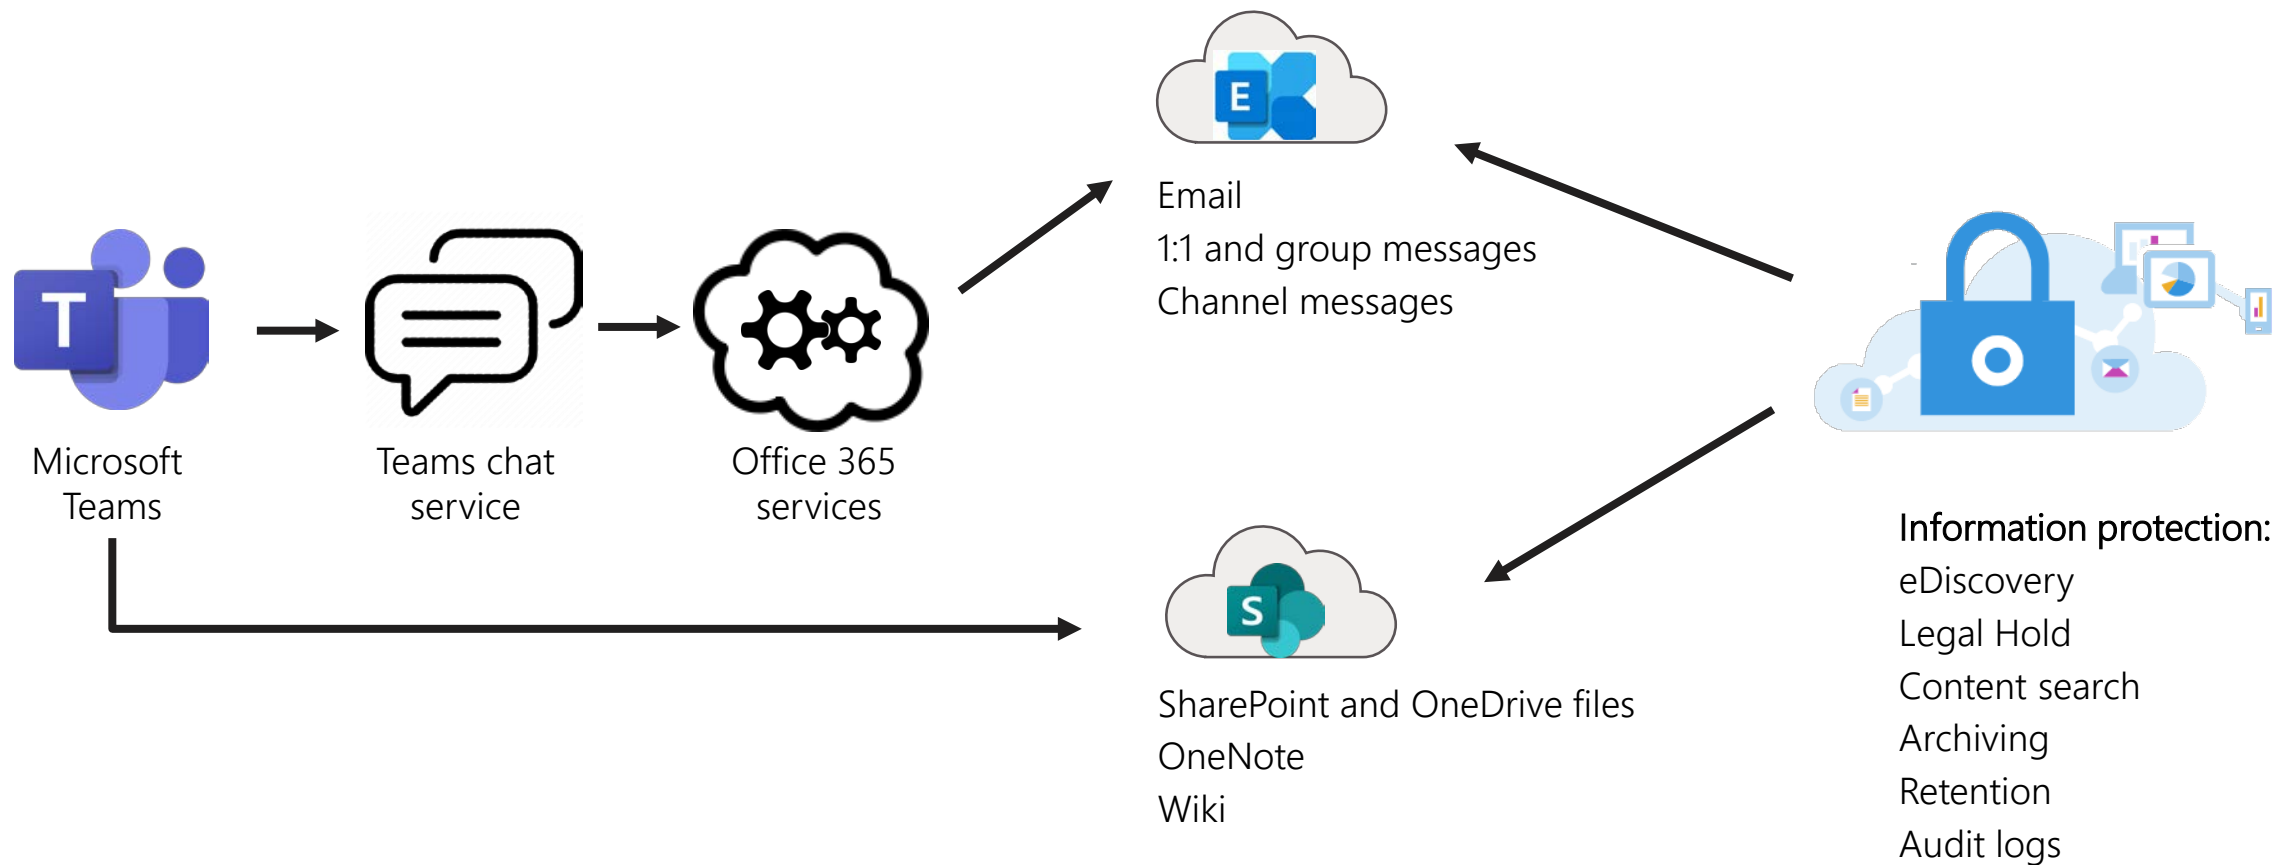 E
Email
1:1 and group messages
Channel messages
T
Microsoft
Teams
Teams chat
service
Office 365
services
S
SharePoint and OneDrive files
OneNote
Wiki
Information protection:
eDiscovery
Legal Hold
Content search
Archiving
Retention
Audit logs